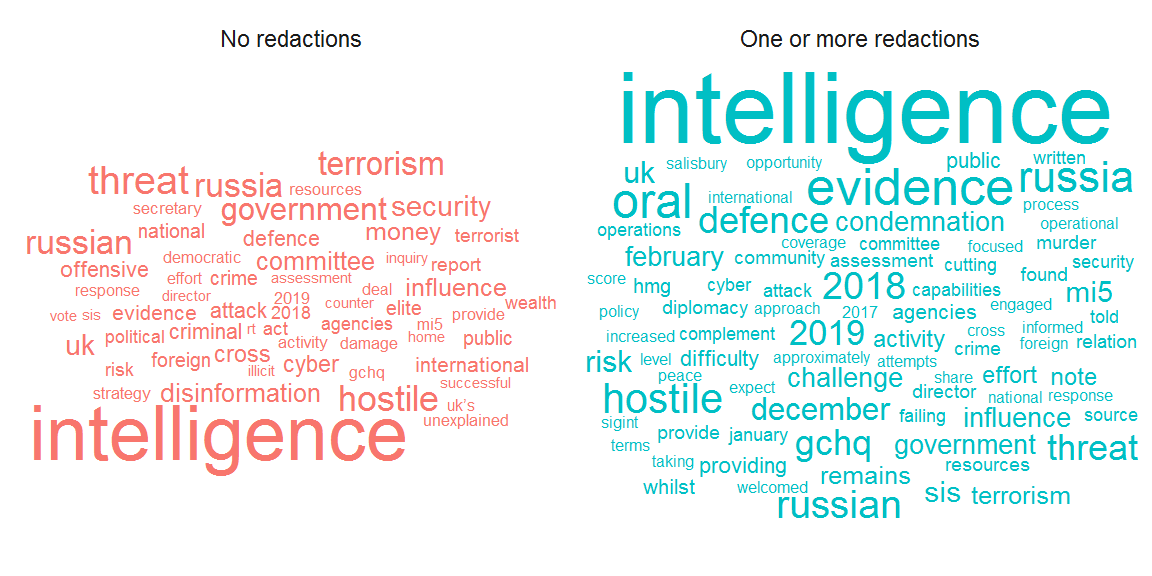 No redactions
terrorism
threat russia resources
secretary government security
russian national defence money terrorist
democratic
offensive committee inquiry report
effort crime assessment deal influence
response director 2019 counter elite wealth
vote sis evidence attack 2018 provide
uk political criminal rt act agencies mi5 public
activity damage home
risk foreign cross illicit cyber gchq international
strategy disinformation hostile successful
uk's
intelligence unexplained
One or more redactions
intelligence
uk salisbury opportunity public written
oral international evidence russia
process
operations defence condemnation operational
coverage committee focused murder
february community assessment cutting security
score hmg cyber attack 2018 capabilities found mi5
policy diplomacy approach 2017 agencies engaged told
increased complement 2019 activity cross informed
risk level difficulty approximately attempts crime foreign relation
peace expect challenge share effort note
hostile director national response
sigint december failing influence source
terms provide january gchq government threat
taking providing remains resources
whilst welcomed russian sis terrorism